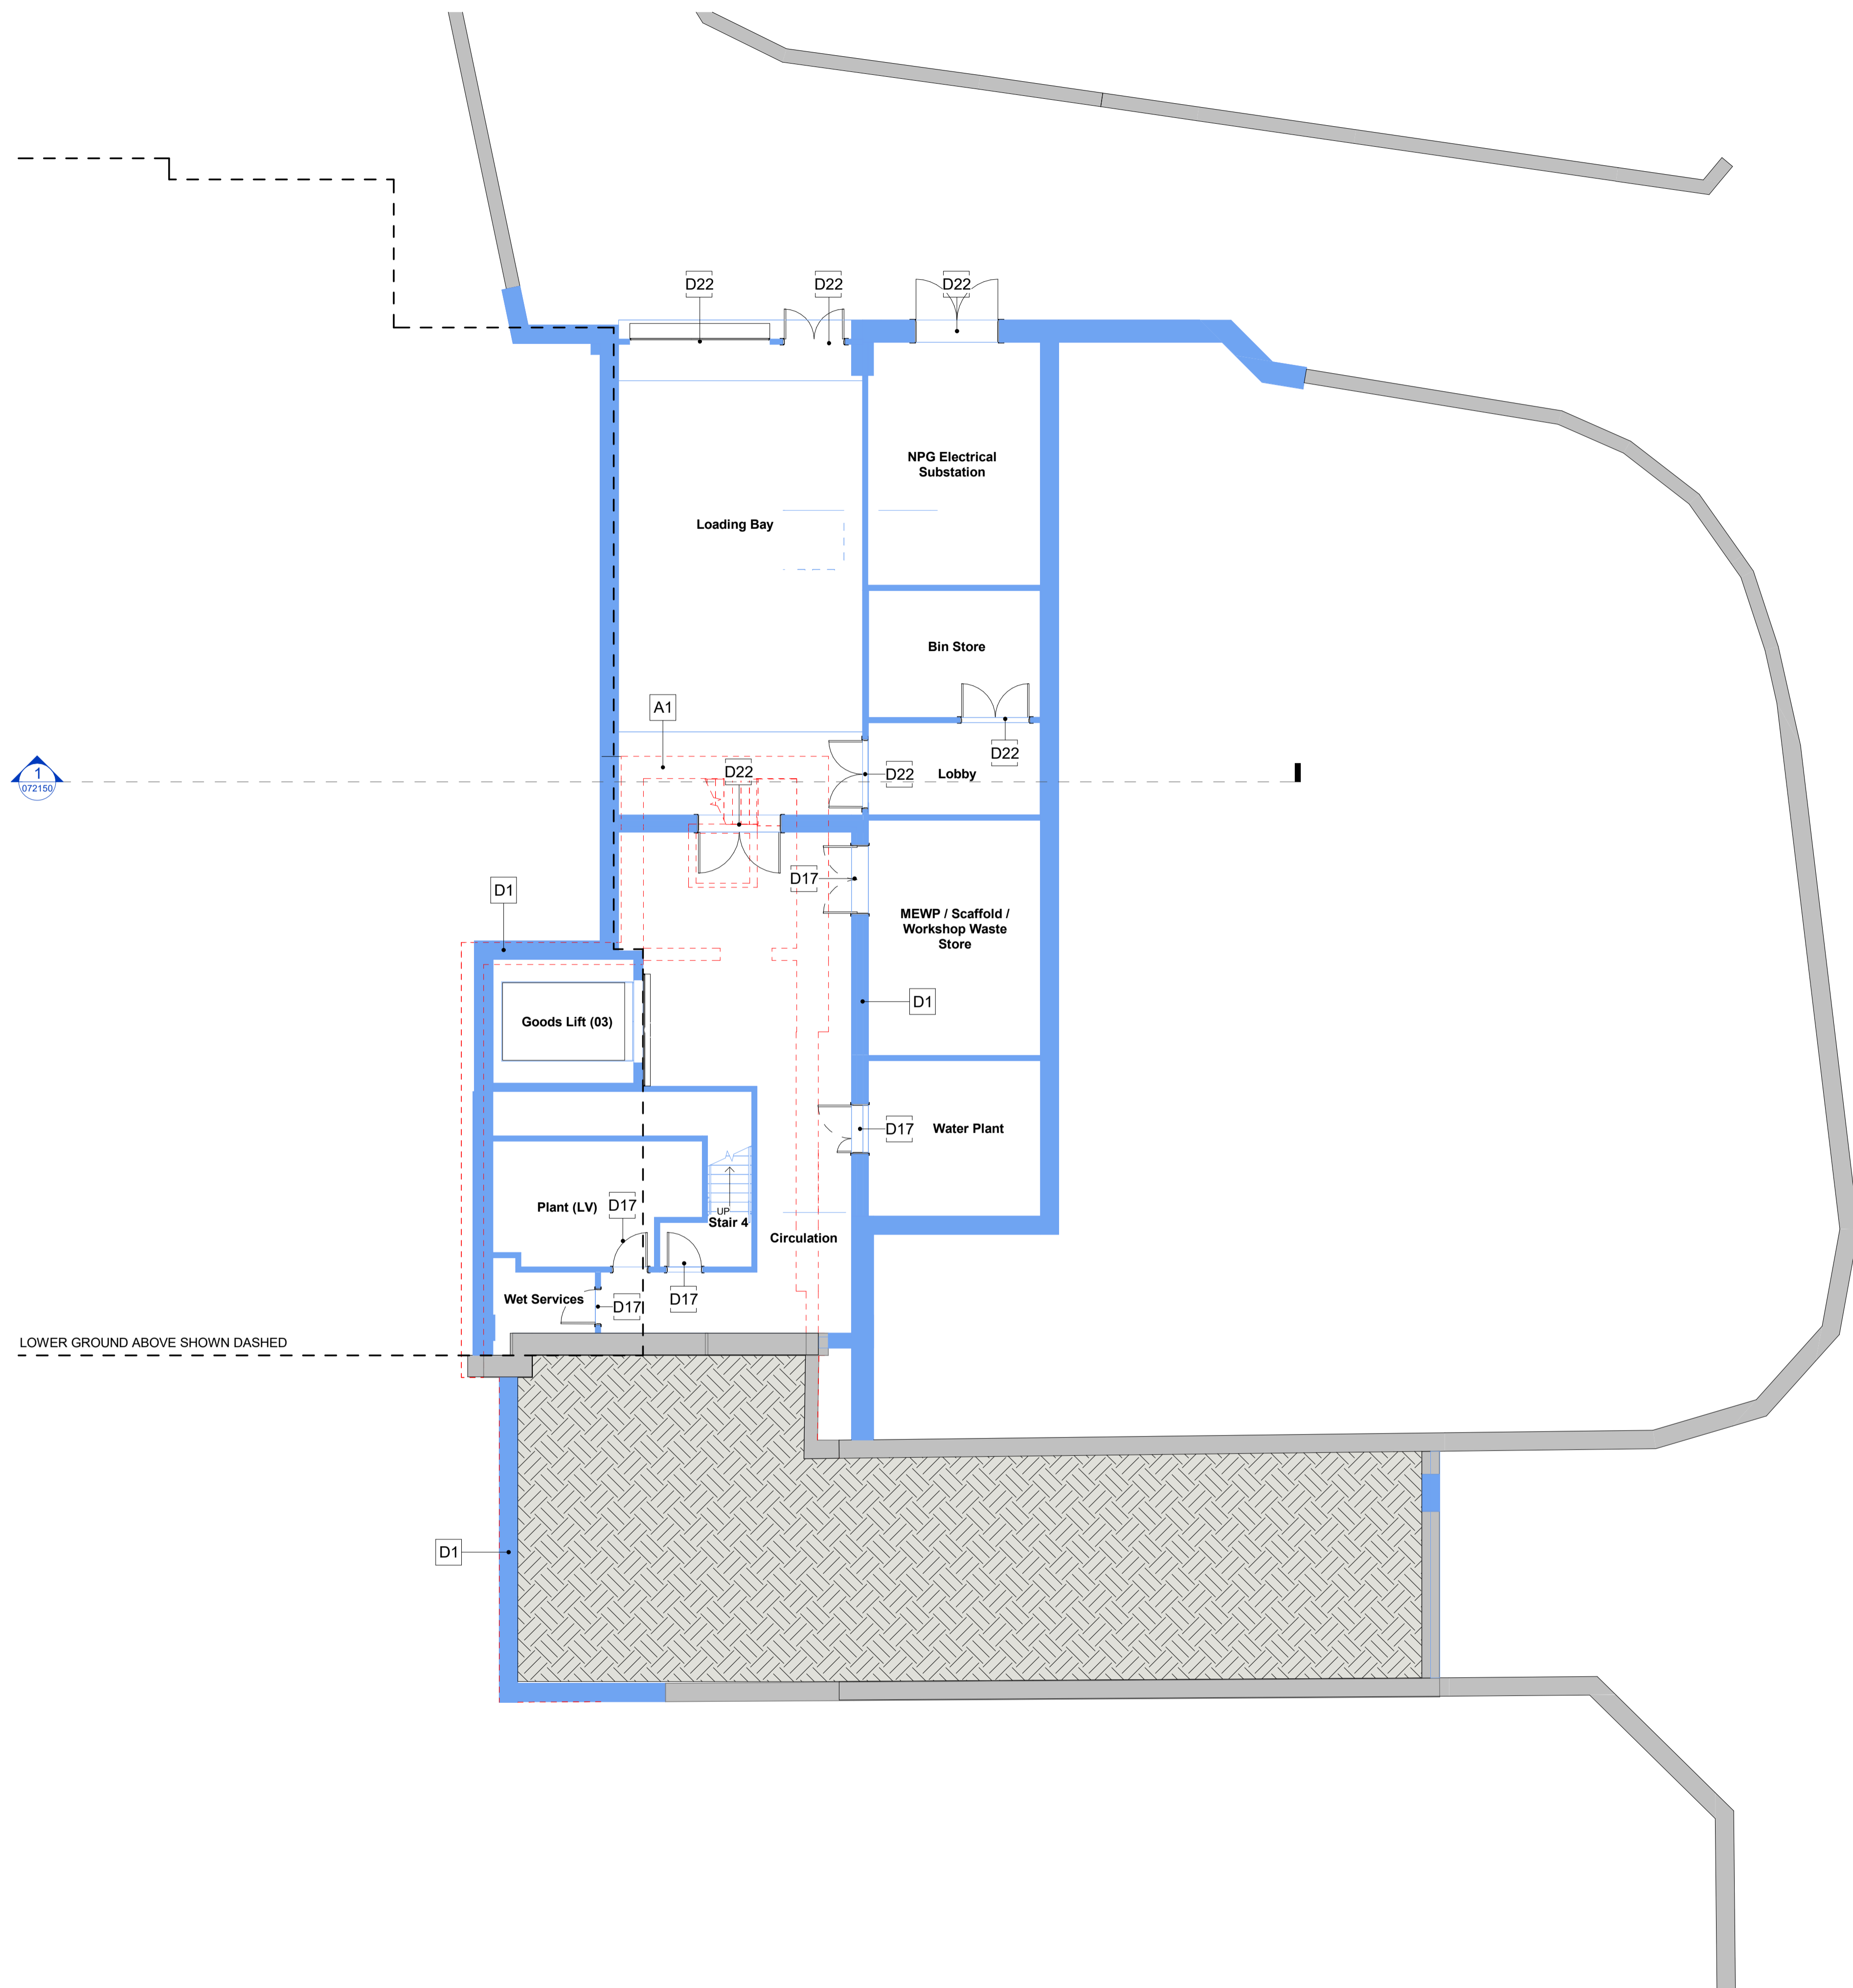 D22
D22
D22
NPG Electrical
Substation
Loading Bay
Bin Store
A1
D22
D22
D22
Lobby
1
072150
D17
D1
MEWP / Scaffold /
Workshop Waste
Store
D1
Goods Lift (03)
D17
Water Plant
Plant (LV)
D17
UP
Stair 4
Circulation
Wet Services
D17
D17
LOWER GROUND ABOVE SHOWN DASHED
D1